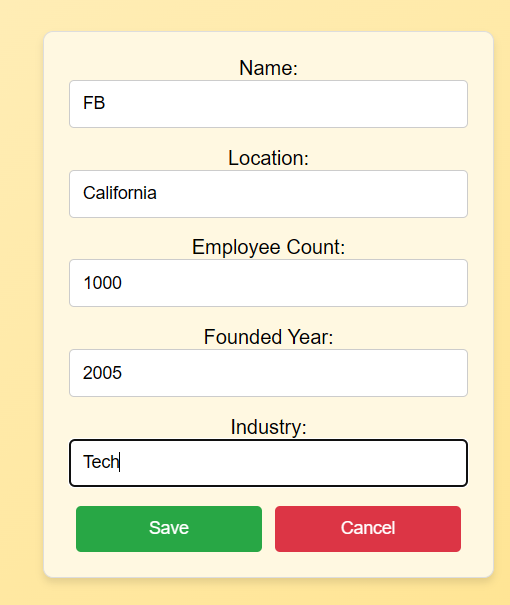 Name:
FB
Location:
California
Employee Count:
1000
Founded Year:
2005
Industry:
Tech
Save Cancel